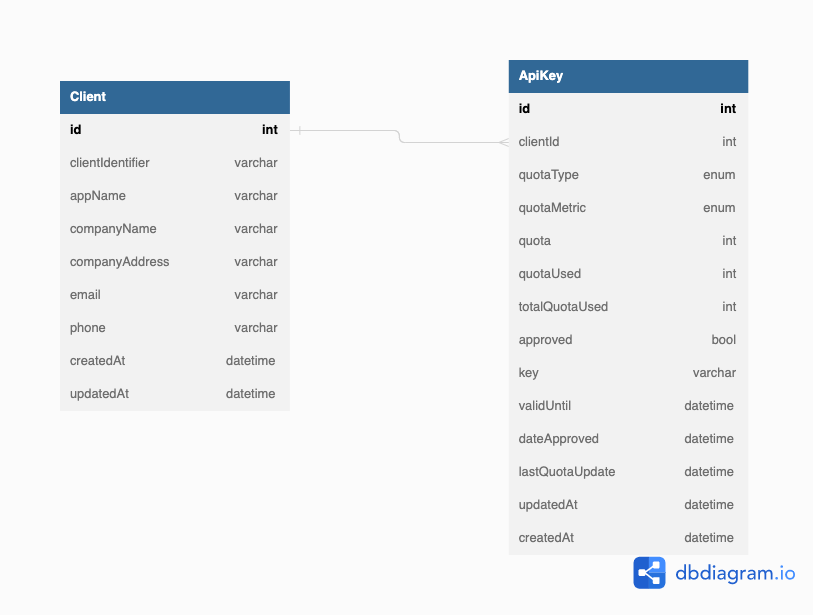 Client
id int
clientIdentifier varchar
appName varchar
companyName varchar
companyAddress varchar
email varchar
phone varchar
createdAt datetime
updatedAt datetime
ApiKey
id int
clientId int
quotaType enum
quotaMetric enum
quota int
quotaUsed int
totalQuotaUsed int
approved bool
key varchar
validUntil datetime
dateApproved datetime
lastQuotaUpdate datetime
updatedAt datetime
createdAt datetime
dbdiagram.io